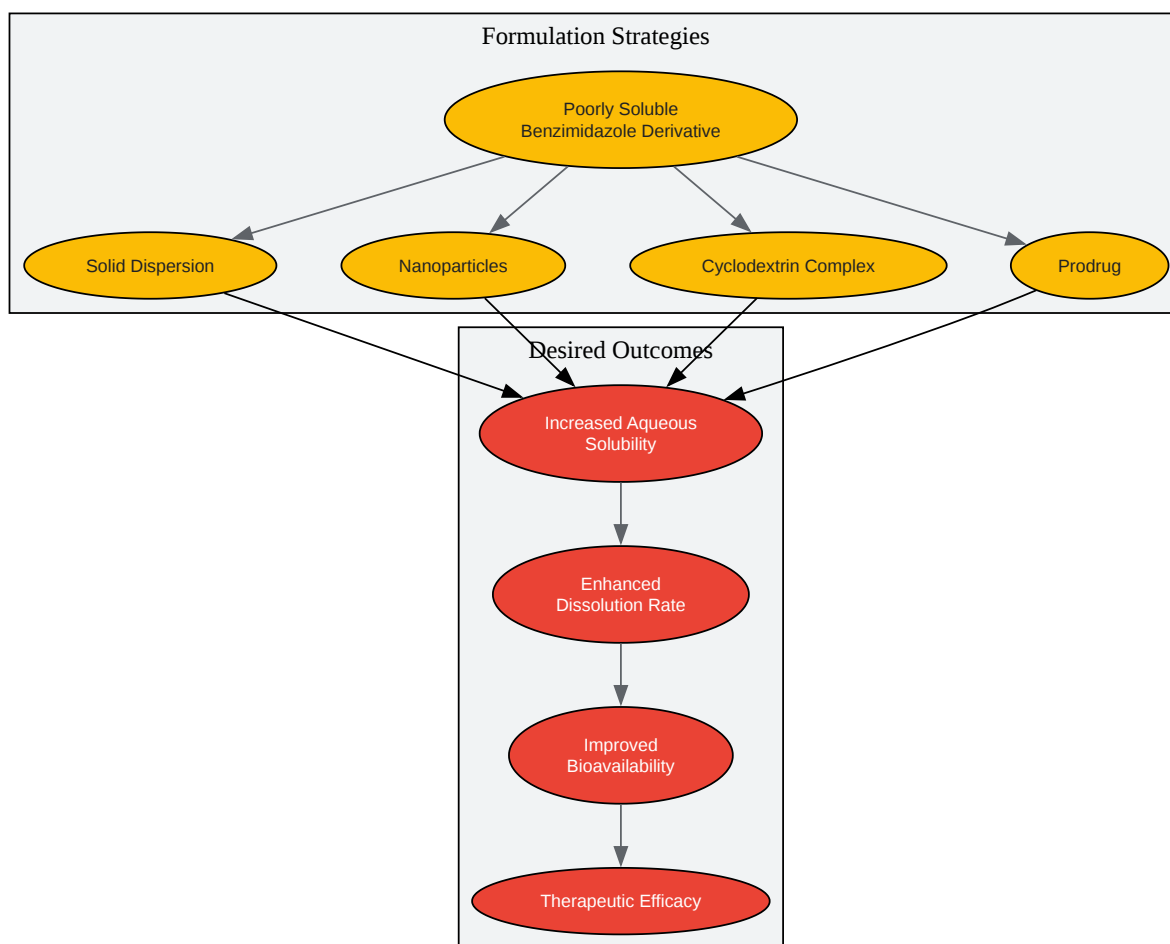 Formulation Strategies
Poorly Soluble
Benzimidazole Derivative
Solid Dispersion
Nanoparticles
Cyclodextrin Complex
Prodrug
Desired Outcomes
Increased Aqueous
Solubility
Enhanced
Dissolution Rate
Improved
Bioavailability
Therapeutic Efficacy